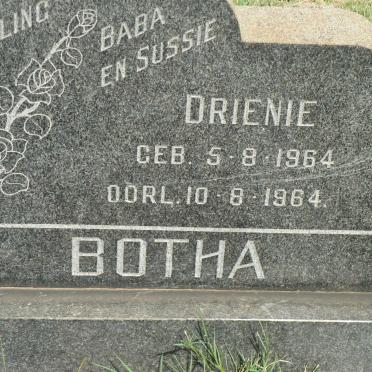 LING
BABA
EN SUSSIE
DRIENIE
GEB. 5-8-1964
OORL. 10-8-1964.
BOTHA